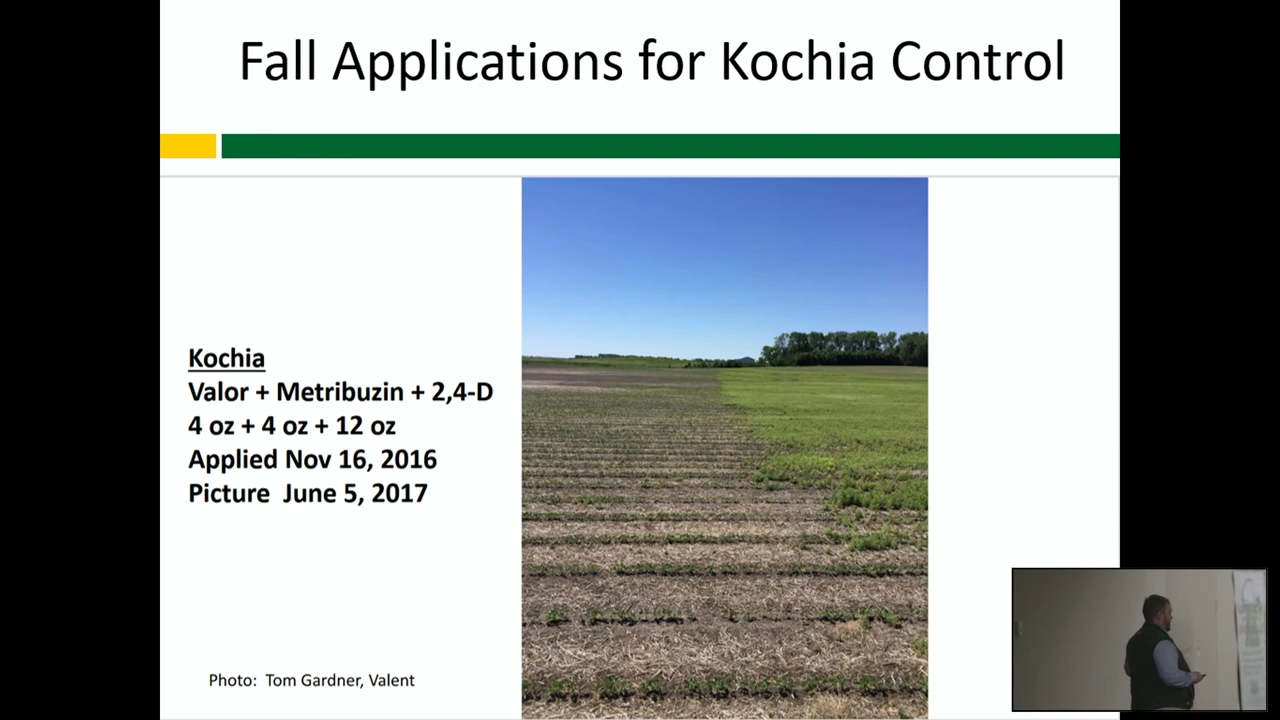 Fall Applications for Kochia Control
Kochia
Valor + Metribuzin + 2,4-D
4 oz + 4 oz + 12 oz
Applied Nov 16, 2016
Picture  June 5, 2017
Photo:  Tom Gardner, Valent